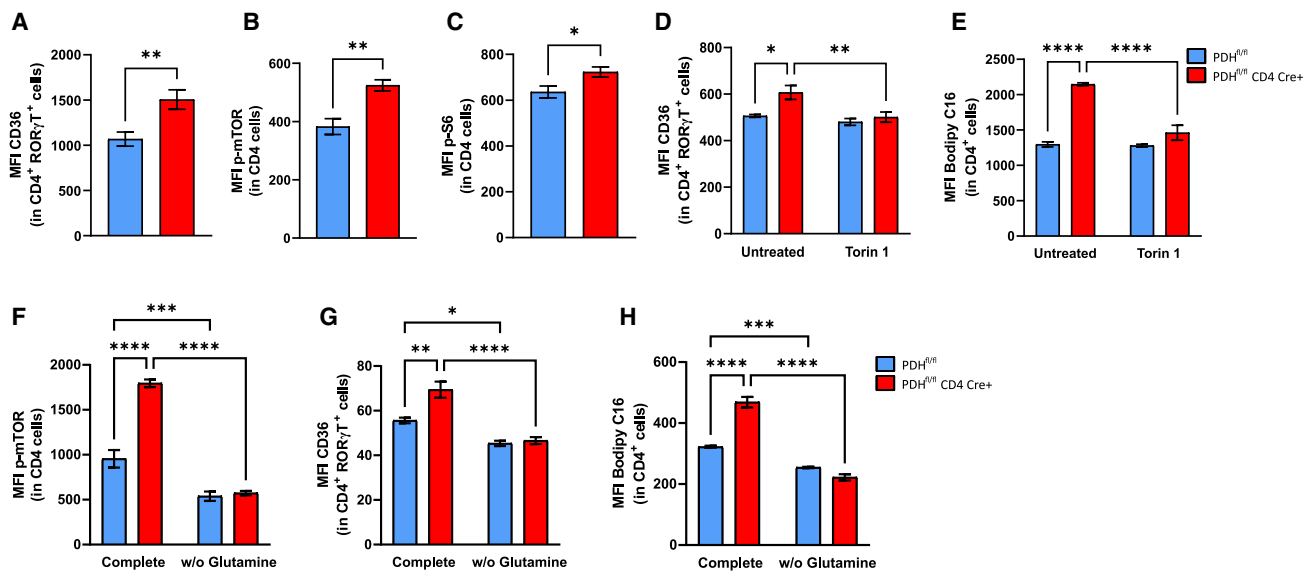 A
MFI CD36
(in CD4⁺ RORγT⁺ cells)
2000
1500
1000
500
0
**
B
MFI p-mTOR
(in CD4 cells)
600
400
200
0
**
C
MFI p-S6
(in CD4 cells)
800
600
400
200
0
*
D
MFI CD36
(in CD4⁺ RORγT⁺ cells)
800
600
400
200
0
* **
Untreated Torin 1
E
MFI Bodipy C16
(in CD4⁺ cells)
2500
2000
1300
1000
500
0
**** ****
Untreated Torin 1
PDHfl/fl
PDHfl/fl CD4 Cre+
F
MFI p-mTOR
(in CD4 cells)
2000
1800
1000
500
0
***
**** ****
Complete w/o Glutamine
G
MFI CD36
(in CD4⁺ RORγT⁺ cells)
80
60
40
20
0
*
** ****
Complete w/o Glutamine
H
MFI Bodipy C16
(in CD4⁺ cells)
600
400
200
0
***
**** ****
Complete w/o Glutamine
PDHfl/fl
PDHfl/fl CD4 Cre+